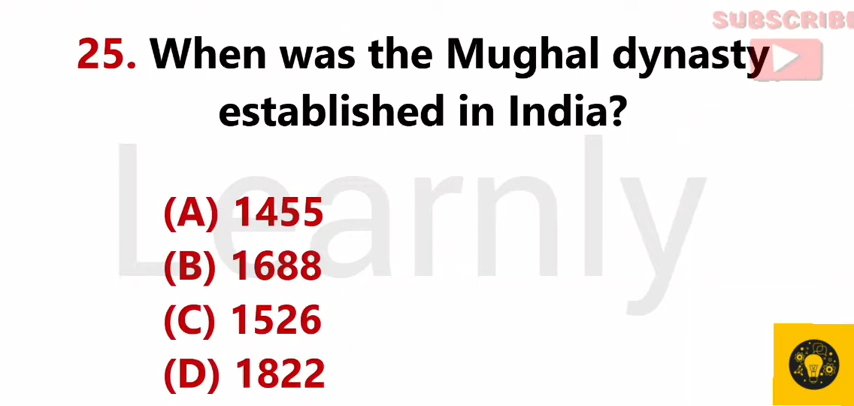 SUBSCRIBE
25. When was the Mughal dynasty
established in India?
Learnly
(A) 1455
(B) 1688
(C) 1526
(D) 1822